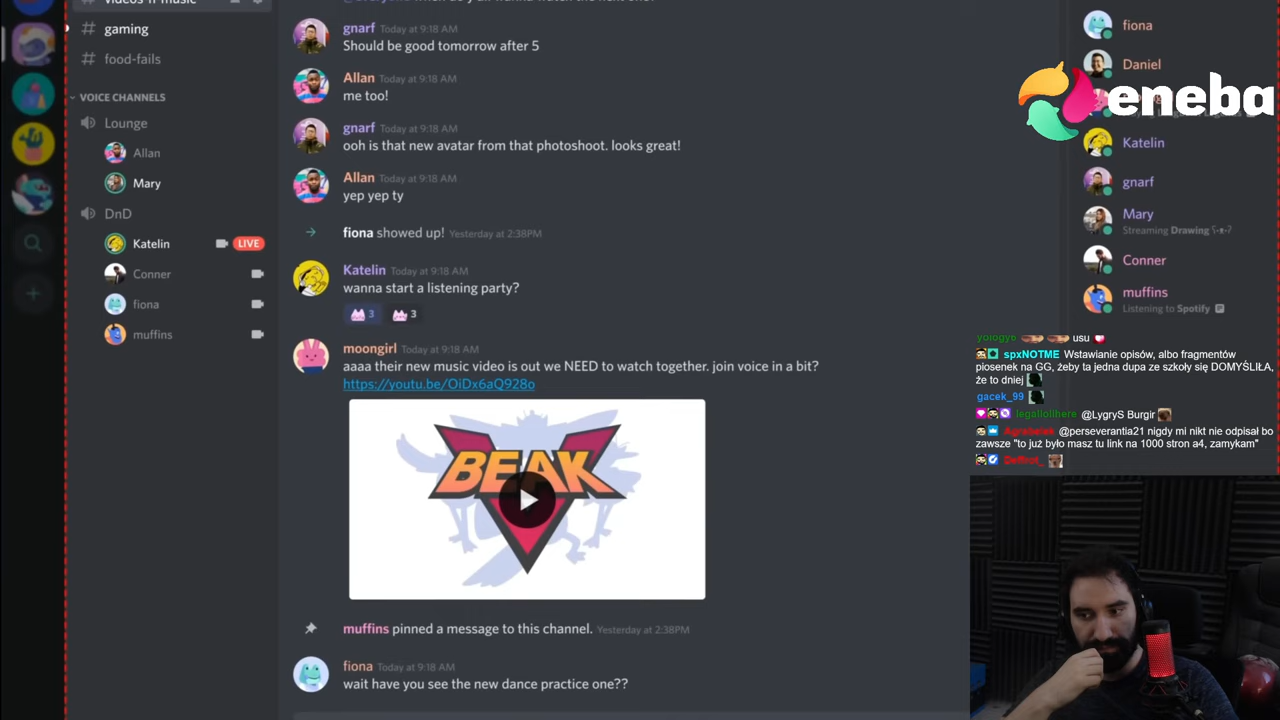 gaming
food-fails
VOICE CHANNELS
Lounge
Allan
Mary
DnD
Katelin LIVE
Conner
fiona
muffins
gnarf Today at 9:18 AM
Should be good tomorrow after 5
Allan Today at 9:18 AM
me too!
gnarf Today at 9:18 AM
ooh is that new avatar from that photoshoot. looks great!
Allan Today at 9:18 AM
yep yep ty
fiona showed up! Yesterday at 2:38PM
Katelin Today at 9:18 AM
wanna start a listening party?
3 3
moongirl Today at 9:18 AM
aaaa their new music video is out we NEED to watch together. join voice in a bit?
https://youtu.be/OiDx6aQ928o
BEAK
muffins pinned a message to this channel. Yesterday at 2:38PM
fiona Today at 9:18 AM
wait have you see the new dance practice one??
fiona
Daniel
eneba
Katelin
gnarf
Mary
Streaming Drawing
Conner
muffins
Listening to Spotify
usu
spxNOTME Wstawianie opisów, albo fragmentów
piosenek na GG, żeby ta jedna dupa ze szkoły się DOMYŚLIŁA,
że to dniej
gacek_99
@LygryS Burgir
@perseverantia21 nigdy mi nikt nie odpisał bo
zawsze "to już było masz tu link na 1000 stron a4, zamykam"